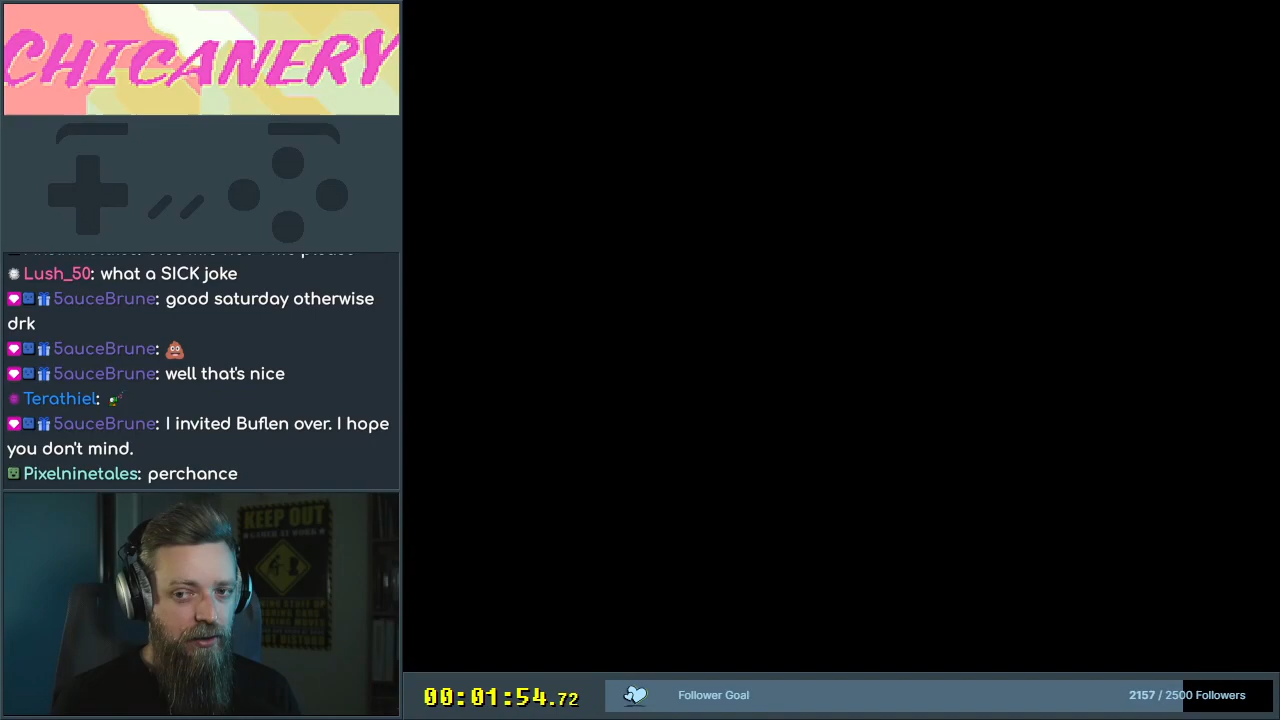 CHICANERY
Lush_50: what a SICK joke
5auceBrune: good saturday otherwise
drk
5auceBrune:
5auceBrune: well that's nice
Terathiel:
5auceBrune: I invited Buflen over. I hope
you don't mind.
Pixelninetales: perchance
KEEP OUT
00:01:54.72
Follower Goal
2157 / 2500 Followers